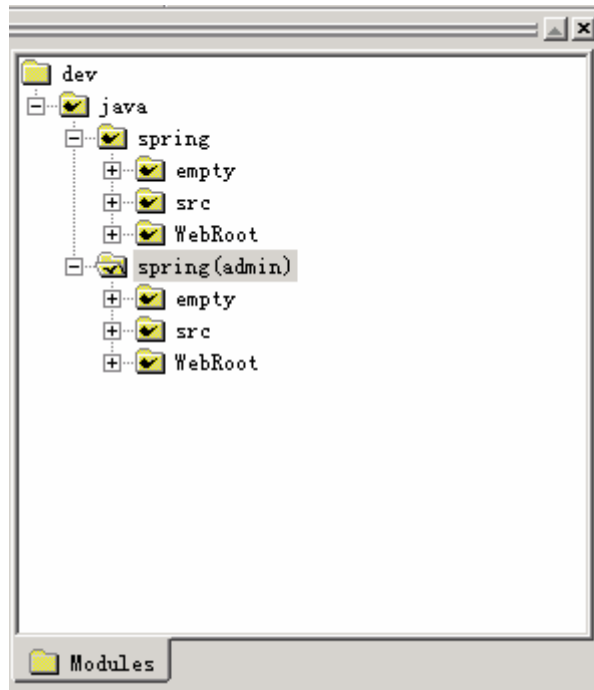 dev
java
spring
empty
src
WebRoot
spring(admin)
empty
src
WebRoot
Modules